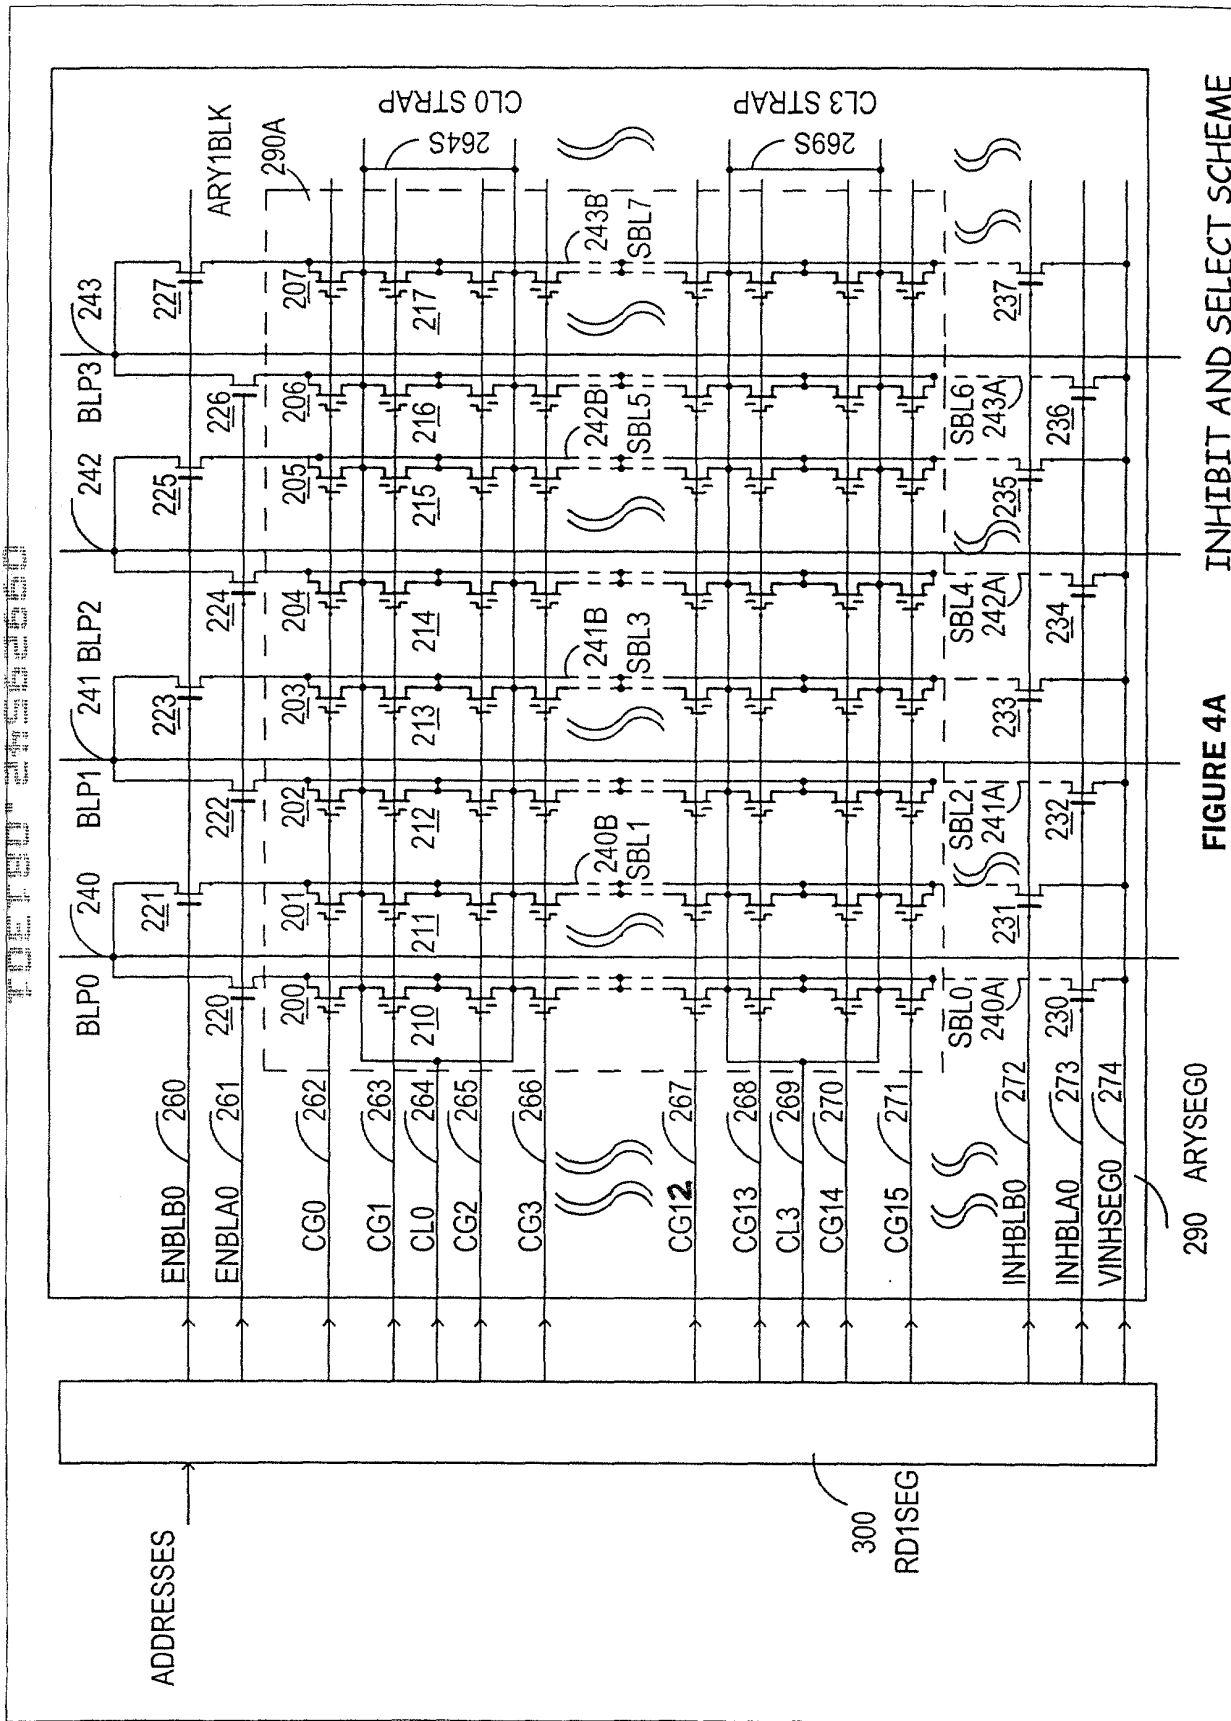 ADDRESSES
300
RD1SEG
ENBLB0 260
ENBLA0 261
CG0 262
CG1 263
CL0 264
CG2 265
CG3 266
CG12 267
CG13 268
CL3 269
CG14 270
CG15 271
INHBLB0 272
INHBLA0 273
VINHSEG0 274
290 ARYSEG0
BLP0 240
BLP1 241
BLP2 242
BLP3 243
221 223 225 227
220 222 224 226
ARY1BLK
290A
200 201 202 203 204 205 206 207
210 211 212 213 214 215 216 217
264S
CL0 STRAP
240B
SBL1
241B
SBL3
242B
SBL5
243B
SBL7
269S
CL3 STRAP
SBL0
240A
SBL2
241A
SBL4
242A
SBL6
243A
231 233 235 237
230 232 234 236
FIGURE 4A
INHIBIT AND SELECT SCHEME